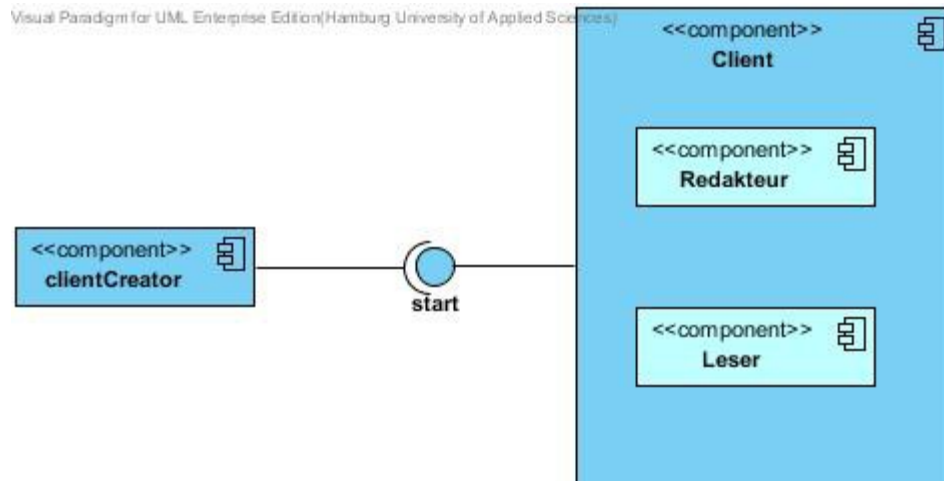 Visual Paradigm for UML Enterprise Edition(Hamburg University of Applied Sciences)
<<component>>
Client
<<component>>
Redakteur
<<component>>
clientCreator
start
<<component>>
Leser